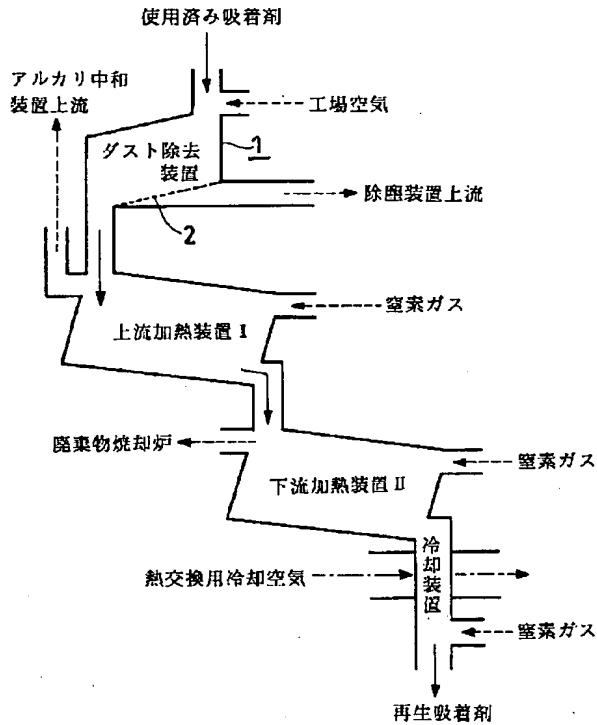 使用済み吸着剤
アルカリ中和
装置上流
工場空気
ダスト除去
装置
1
除塵装置上流
2
窒素ガス
上流加熱装置 I
廃棄物焼却炉
窒素ガス
下流加熱装置 II
冷却装置
熱交換用冷却空気
窒素ガス
再生吸着剤